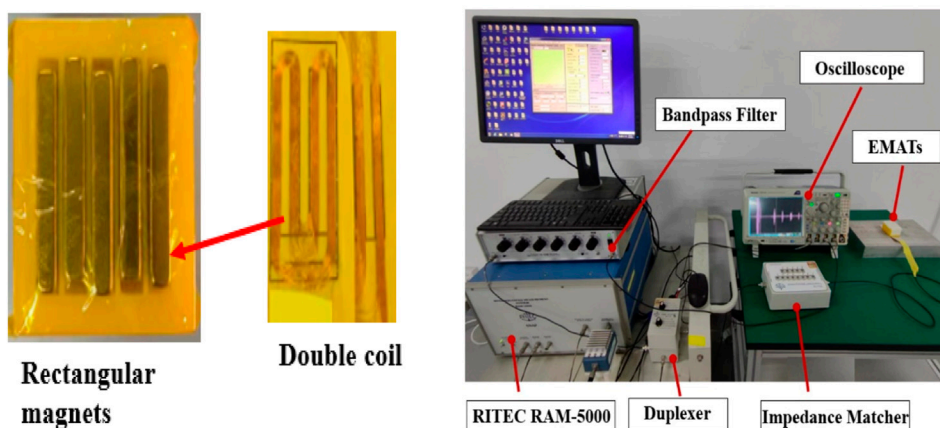 Rectangular
magnets
Double coil
Oscilloscope
Bandpass Filter
EMATs
RITEC RAM-5000
Duplexer
Impedance Matcher